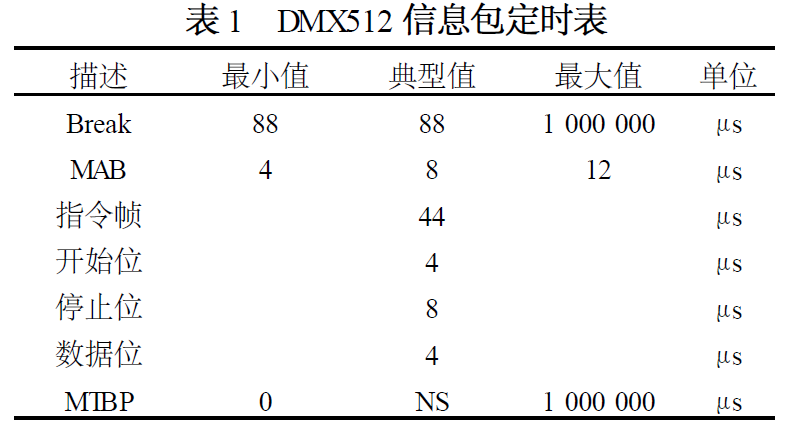 表1 DMX512 信息包定时表
描述 最小值 典型值 最大值 单位
Break 88 88 1 000 000 μs
MAB 4 8 12 μs
指令帧 44 μs
开始位 4 μs
停止位 8 μs
数据位 4 μs
MTBP 0 NS 1 000 000 μs